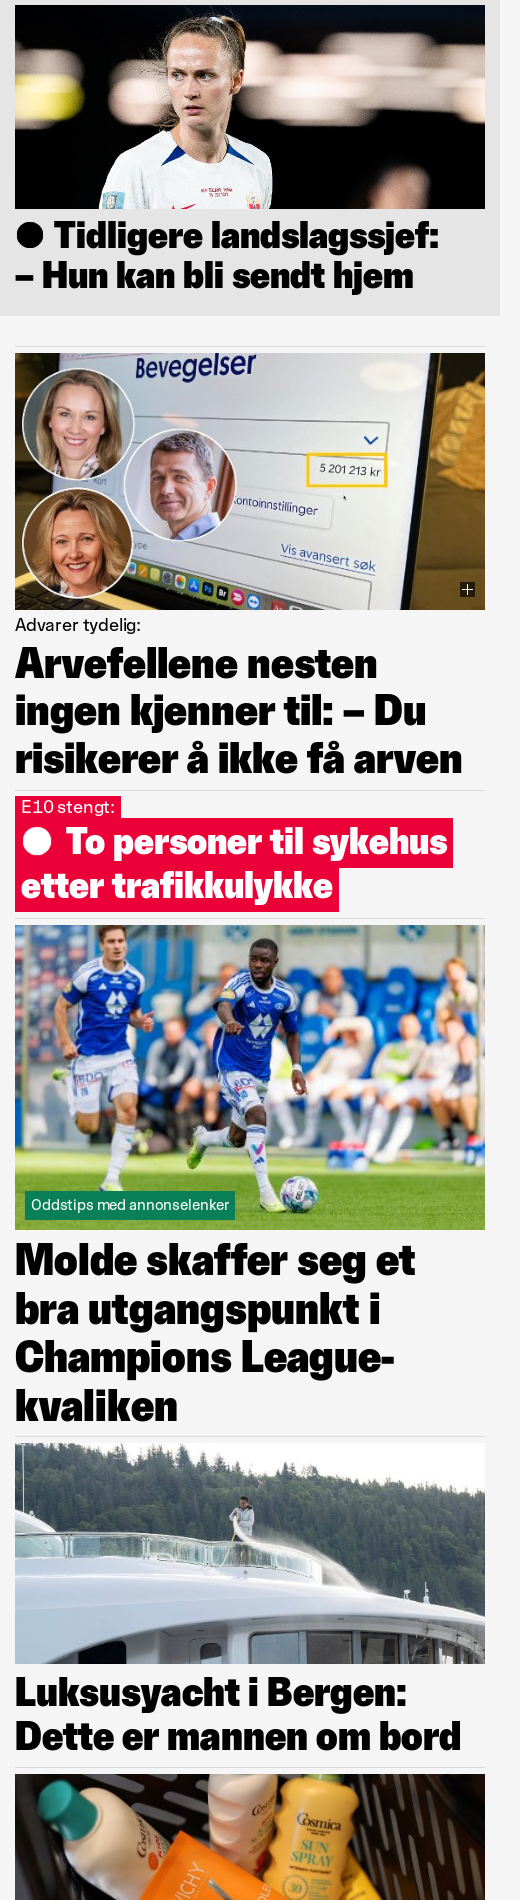 Tidligere landslagssjef:
– Hun kan bli sendt hjem
Bevegelser
5 201 213 kr
Kort
kontoinnstillinger
Vis avansert søk
Advarer tydelig:
Arvefellene nesten
ingen kjenner til: – Du
risikerer å ikke få arven
E10 stengt:
To personer til sykehus
etter trafikkulykke
Oddstips med annonselenker
Molde skaffer seg et
bra utgangspunkt i
Champions League-
kvaliken
Luksusyacht i Bergen:
Dette er mannen om bord
Cosmica
SUN
SPRAY
30
VICHY